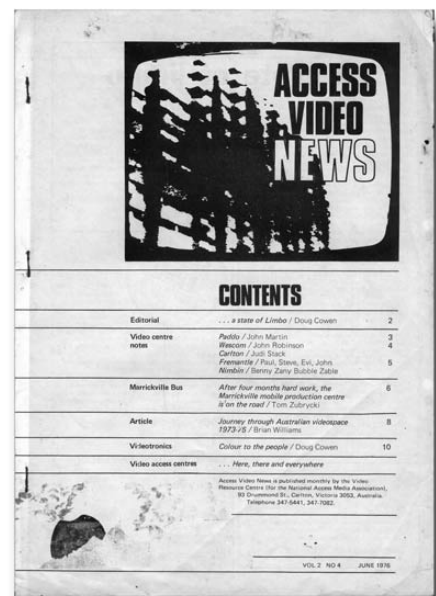 ACCESS
VIDEO
NEWS
CONTENTS
Editorial ... a state of Limbo / Doug Cowen 2
Video centre notes Paddo / John Martin 3
Wescom / John Robinson 4
Carlton / Judi Stack
Fremantle / Paul, Steve, Evi, John 5
Nimbin / Benny Zany Bubble Zable
Marrickville Bus After four months hard work, the 6
Marrickville mobile production centre
is on the road / Tom Zubrycki
Article Journey through Australian videospace 8
1973-75 / Brian Williams
Videotronics Colour to the people / Doug Cowen 10
Video access centres ... Here, there and everywhere
Access Video News is published monthly by the Video
Resource Centre (for the National Access Media Association),
93 Drummond St., Carlton, Victoria 3053, Australia.
Telephone 347-5441, 347-7082.
VOL 2 NO 4 JUNE 1976